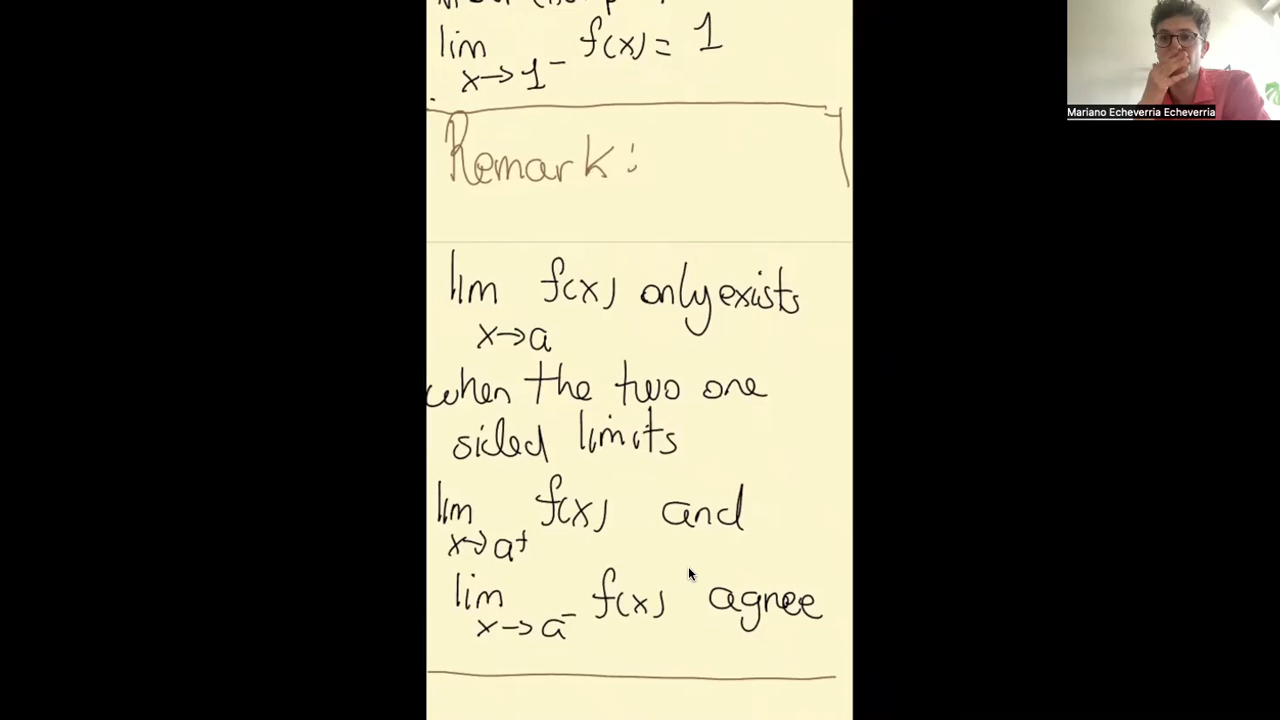 lim f(x) = 1
x→1⁻
Mariano Echeverria Echeverria
Remark:
lim f(x) only exists
x→a
when the two one
sided limits
lim f(x) and
x→a⁺
lim f(x) agree
x→a⁻